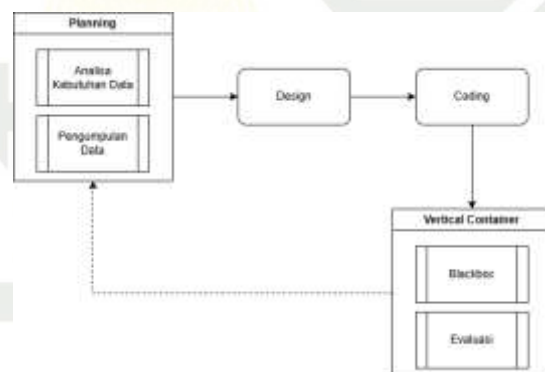 Planning
Analisa
Kebutuhan Data
Pengumpulan
Data
Design
Coding
Vertical Container
Blackbox
Evaluasi